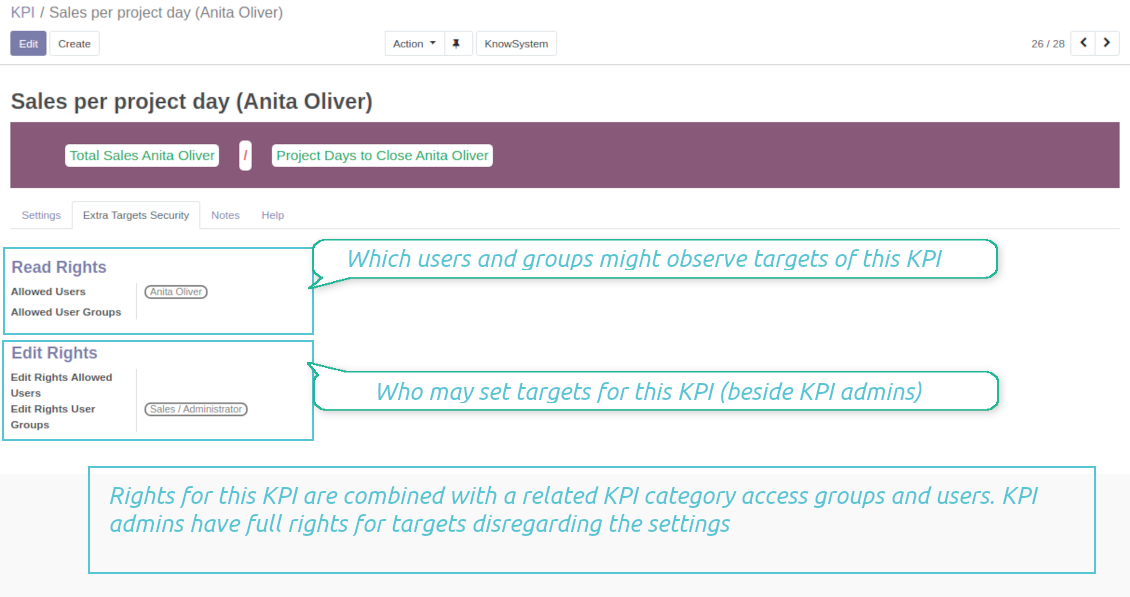 KPI / Sales per project day (Anita Oliver)
Edit Create Action KnowSystem 26 / 28
Sales per project day (Anita Oliver)
Total Sales Anita Oliver / Project Days to Close Anita Oliver
Settings Extra Targets Security Notes Help
Which users and groups might observe targets of this KPI
Read Rights
Allowed Users Anita Oliver
Allowed User Groups
Edit Rights
Edit Rights Allowed
Users
Who may set targets for this KPI (beside KPI admins)
Edit Rights User Sales / Administrator
Groups
Rights for this KPI are combined with a related KPI category access groups and users. KPI
admins have full rights for targets disregarding the settings